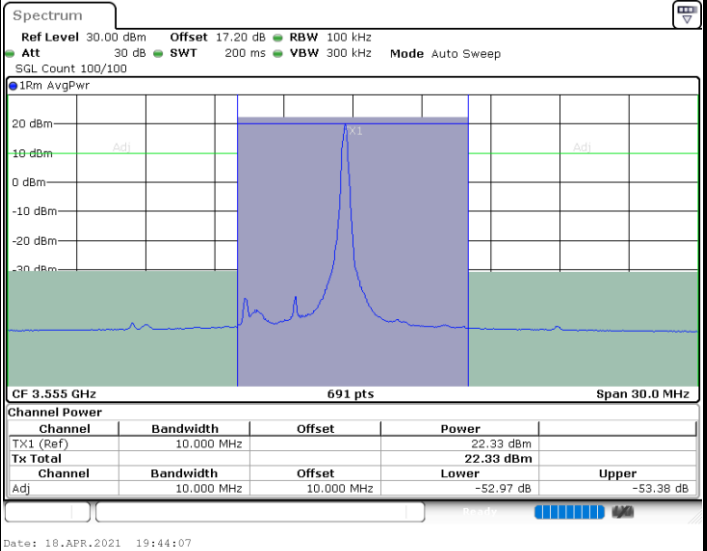 Spectrum
Ref Level 30.00 dBm Offset 17.20 dB RBW 100 kHz
Att 30 dB SWT 200 ms VBW 300 kHz Mode Auto Sweep
SGL Count 100/100
1Rm AvgPwr
20 dBm
TX1
Adj Adj
10 dBm
0 dBm
-10 dBm
-20 dBm
-30 dBm
CF 3.555 GHz 691 pts Span 30.0 MHz
Channel Power
Channel Bandwidth Offset Power
TX1 (Ref) 10.000 MHz 22.33 dBm
Tx Total 22.33 dBm
Channel Bandwidth Offset Lower Upper
Adj 10.000 MHz 10.000 MHz -52.97 dB -53.38 dB
Ready
Date: 18.APR.2021 19:44:07